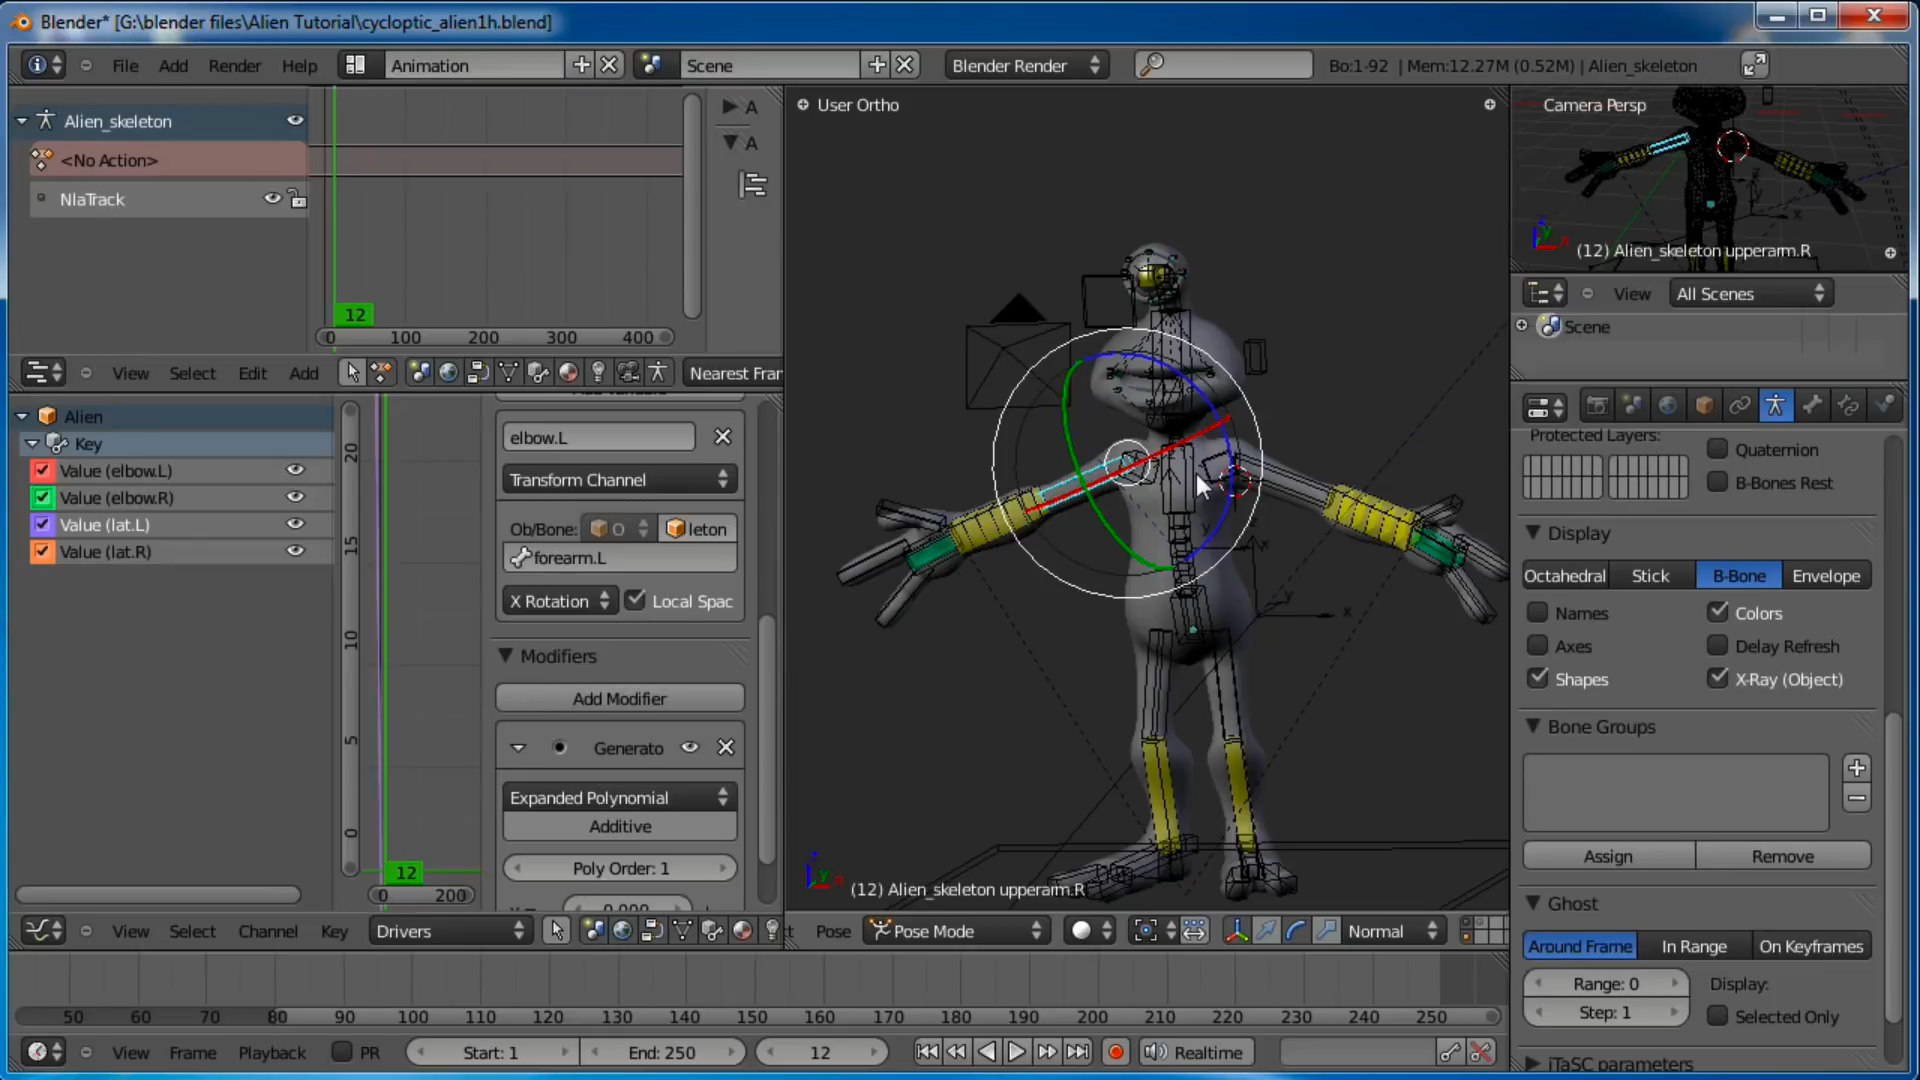 Blender* [G:\blender files\Alien Tutorial\cycloptic_alien1h.blend]
File Add Render Help Animation Scene Blender Render Bo:1-92 | Mem:12.27M (0.52M) | Alien_skeleton
Alien_skeleton
<No Action>
NlaTrack
A
A
12
0 100 200 300 400
View Select Edit Add Nearest Fran
Alien
Key
Value (elbow.L)
Value (elbow.R)
Value (lat.L)
Value (lat.R)
20
15
10
5
0
12
0 200
elbow.L
Transform Channel
Ob/Bone: O leton
forearm.L
X Rotation Local Spac
Modifiers
Add Modifier
Generato
Expanded Polynomial
Additive
Poly Order: 1
0.000
View Select Channel Key Drivers
User Ortho
(12) Alien_skeleton upperarm.R
Pose Pose Mode Normal
Camera Persp
(12) Alien_skeleton upperarm.R
View All Scenes
Scene
Protected Layers:
Quaternion
B-Bones Rest
Display
Octahedral Stick B-Bone Envelope
Names Colors
Axes Delay Refresh
Shapes X-Ray (Object)
Bone Groups
Assign Remove
Ghost
Around Frame In Range On Keyframes
Range: 0 Display:
Step: 1 Selected Only
iTaSC parameters
50 60 70 80 90 100 110 120 130 140 150 160 170 180 190 200 210 220 230 240 250
View Frame Playback PR Start: 1 End: 250 12 Realtime